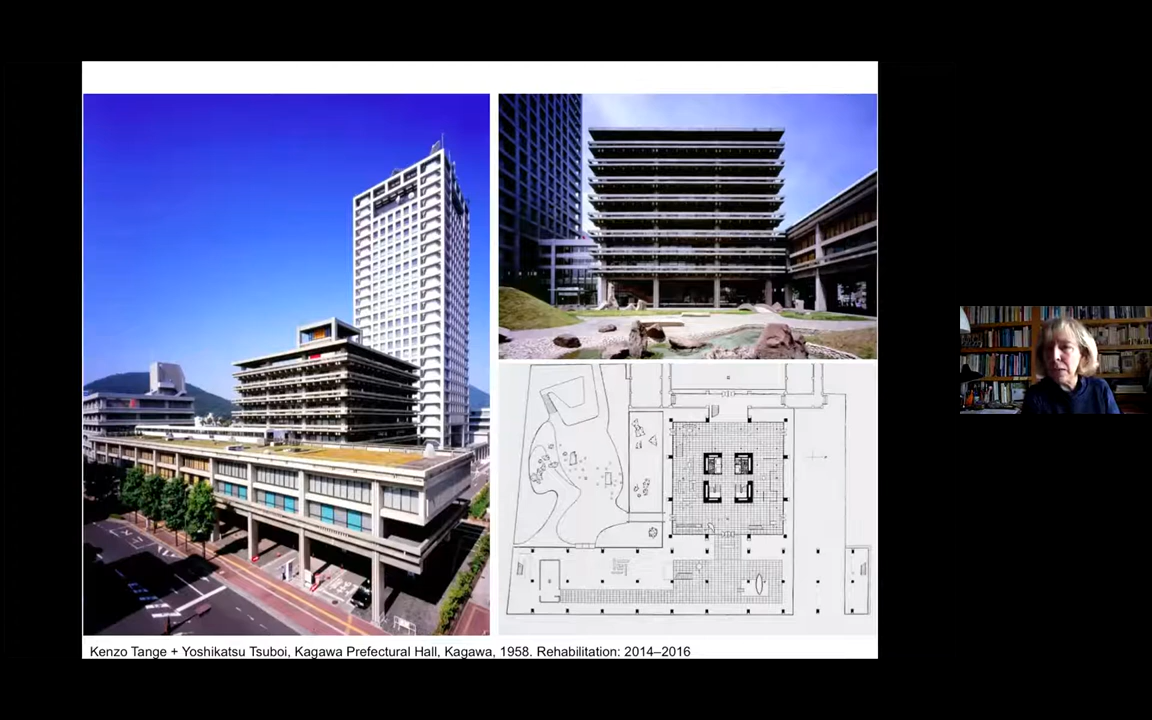 Kenzo Tange + Yoshikatsu Tsuboi, Kagawa Prefectural Hall, Kagawa, 1958. Rehabilitation: 2014–2016